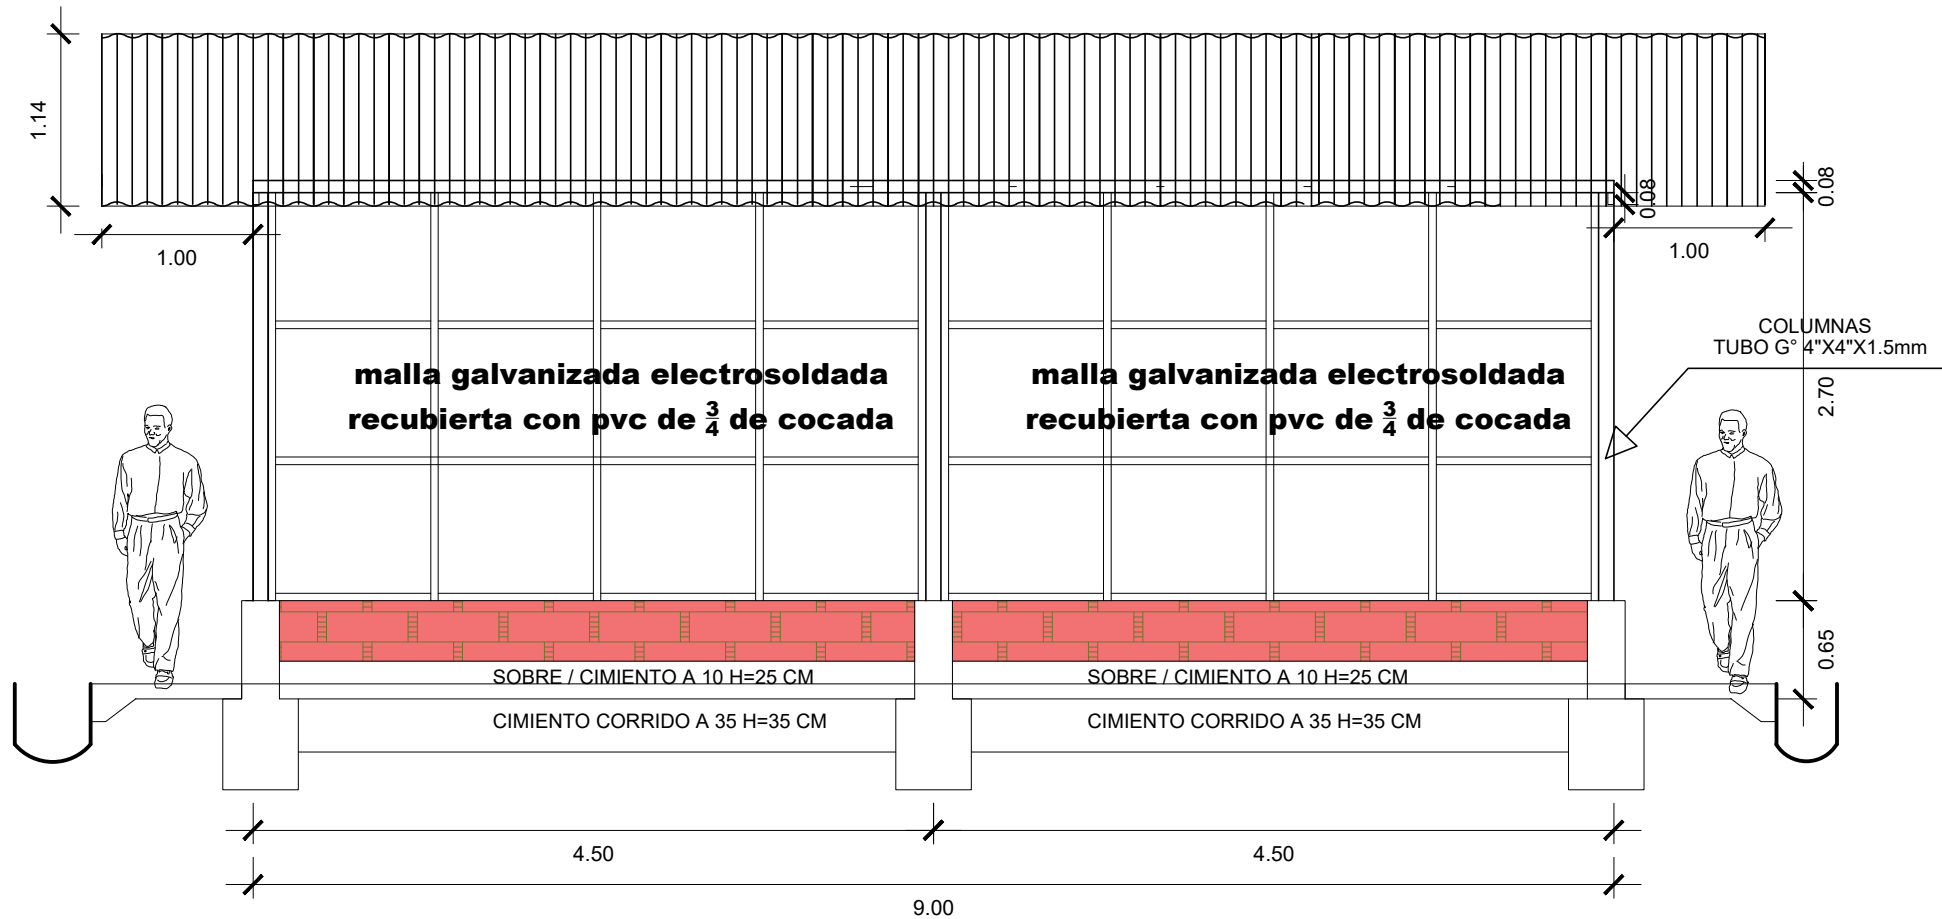 1.14
0.08
0.08
1.00
1.00
COLUMNAS
TUBO G° 4"X4"X1.5mm
malla galvanizada electrosoldada
recubierta con pvc de 3/4 de cocada
malla galvanizada electrosoldada
recubierta con pvc de 3/4 de cocada
2.70
0.65
SOBRE / CIMIENTO A 10 H=25 CM
SOBRE / CIMIENTO A 10 H=25 CM
CIMIENTO CORRIDO A 35 H=35 CM
CIMIENTO CORRIDO A 35 H=35 CM
4.50
4.50
9.00